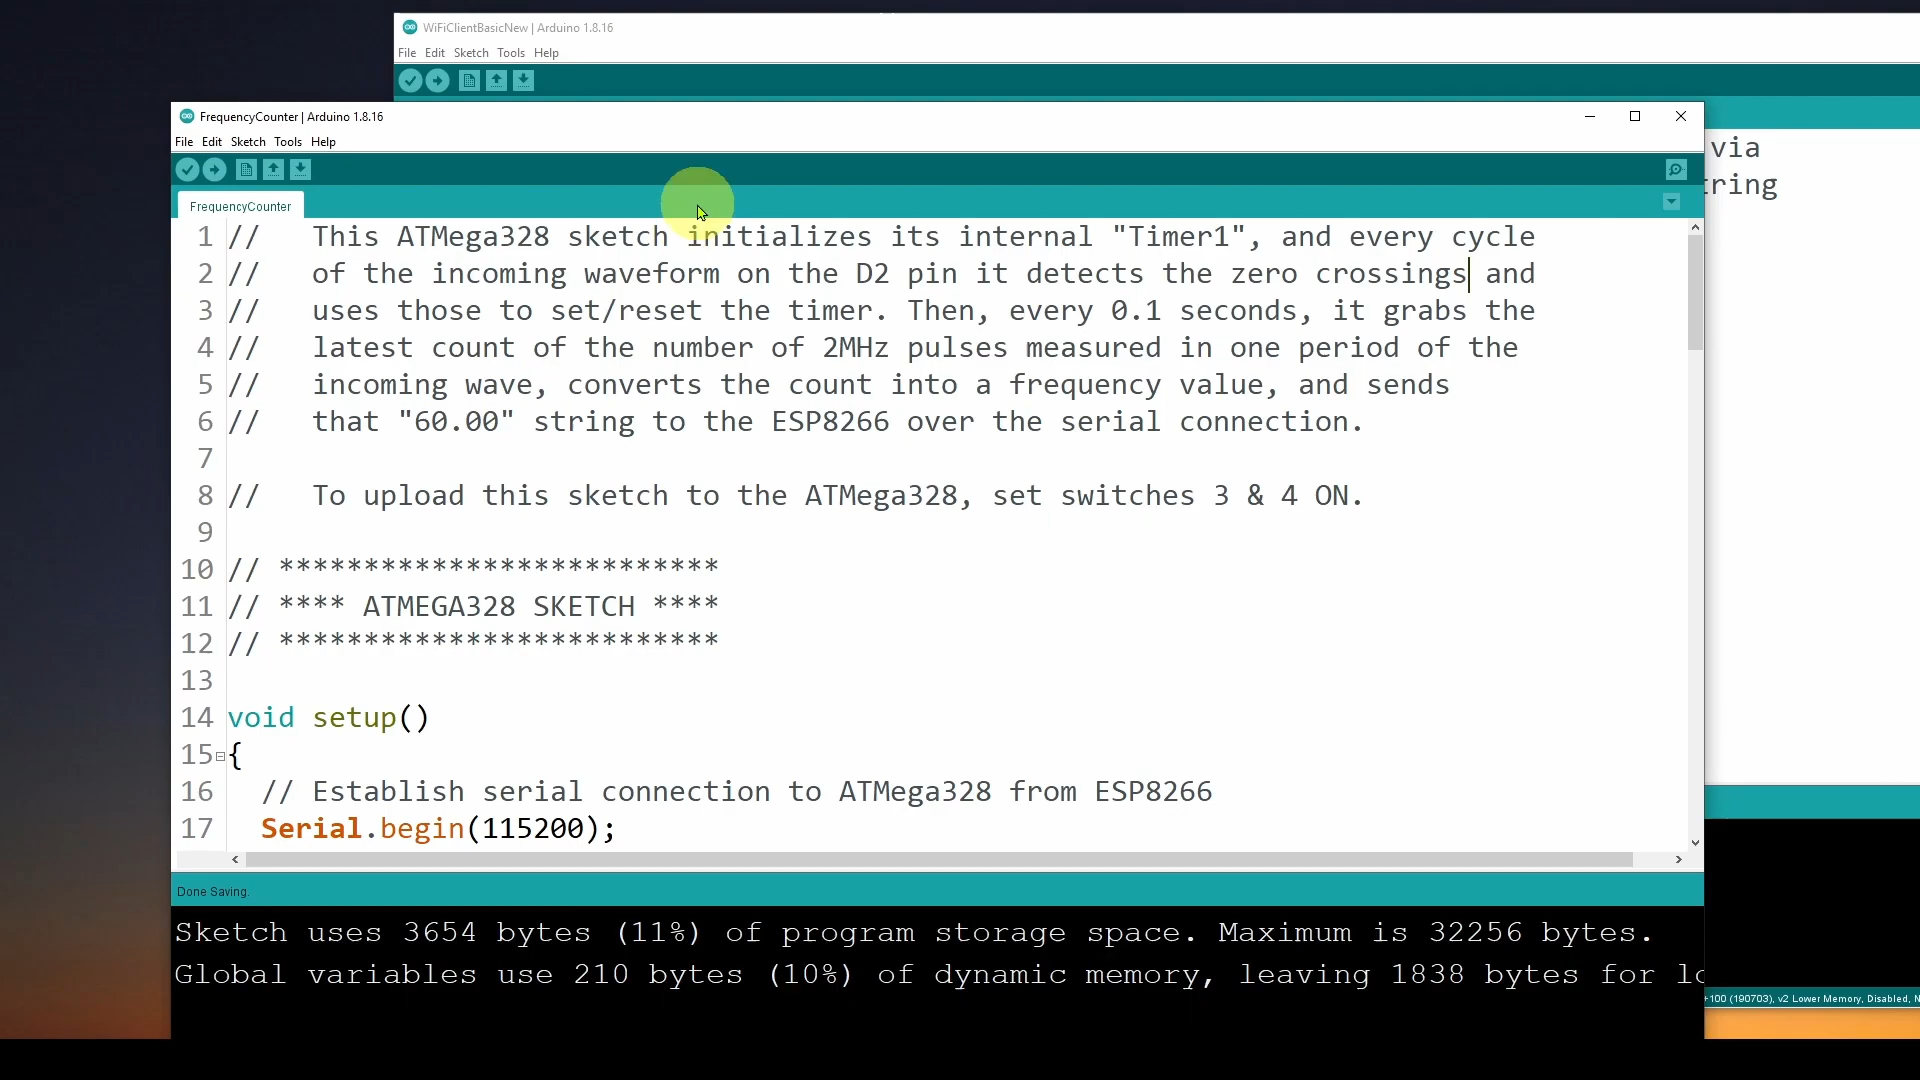 WiFiClientBasicNew | Arduino 1.8.16
File Edit Sketch Tools Help
via
ring
FrequencyCounter | Arduino 1.8.16
File Edit Sketch Tools Help
FrequencyCounter
1 //   This ATMega328 sketch initializes its internal "Timer1", and every cycle
2 //   of the incoming waveform on the D2 pin it detects the zero crossings and
3 //   uses those to set/reset the timer. Then, every 0.1 seconds, it grabs the
4 //   latest count of the number of 2MHz pulses measured in one period of the
5 //   incoming wave, converts the count into a frequency value, and sends
6 //   that "60.00" string to the ESP8266 over the serial connection.
7
8 //   To upload this sketch to the ATMega328, set switches 3 & 4 ON.
9
10 // **************************
11 // **** ATMEGA328 SKETCH ****
12 // **************************
13
14 void setup()
15 {
16   // Establish serial connection to ATMega328 from ESP8266
17   Serial.begin(115200);
Done Saving.
Sketch uses 3654 bytes (11%) of program storage space. Maximum is 32256 bytes.
Global variables use 210 bytes (10%) of dynamic memory, leaving 1838 bytes for lo
+100 (190703), v2 Lower Memory, Disabled, N